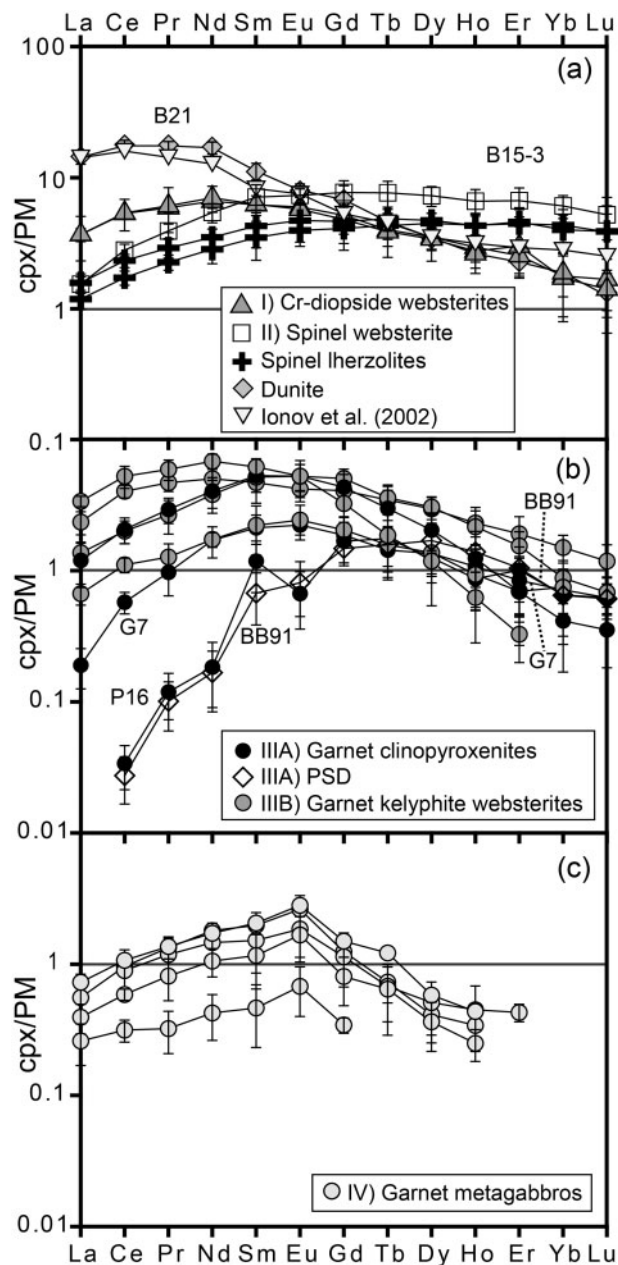 La Ce Pr Nd Sm Eu Gd Tb Dy Ho Er Yb Lu
100
(a)
B21
B15-3
10
cpx/PM
1
I) Cr-diopside websterites
II) Spinel websterite
Spinel lherzolites
Dunite
Ionov et al. (2002)
0.1
(b)
BB91
cpx/PM
1
G7
BB91
G7
0.1
P16
IIIA) Garnet clinopyroxenites
IIIA) PSD
IIIB) Garnet kelyphite websterites
0.01
(c)
1
cpx/PM
0.1
IV) Garnet metagabbros
0.01
La Ce Pr Nd Sm Eu Gd Tb Dy Ho Er Yb Lu